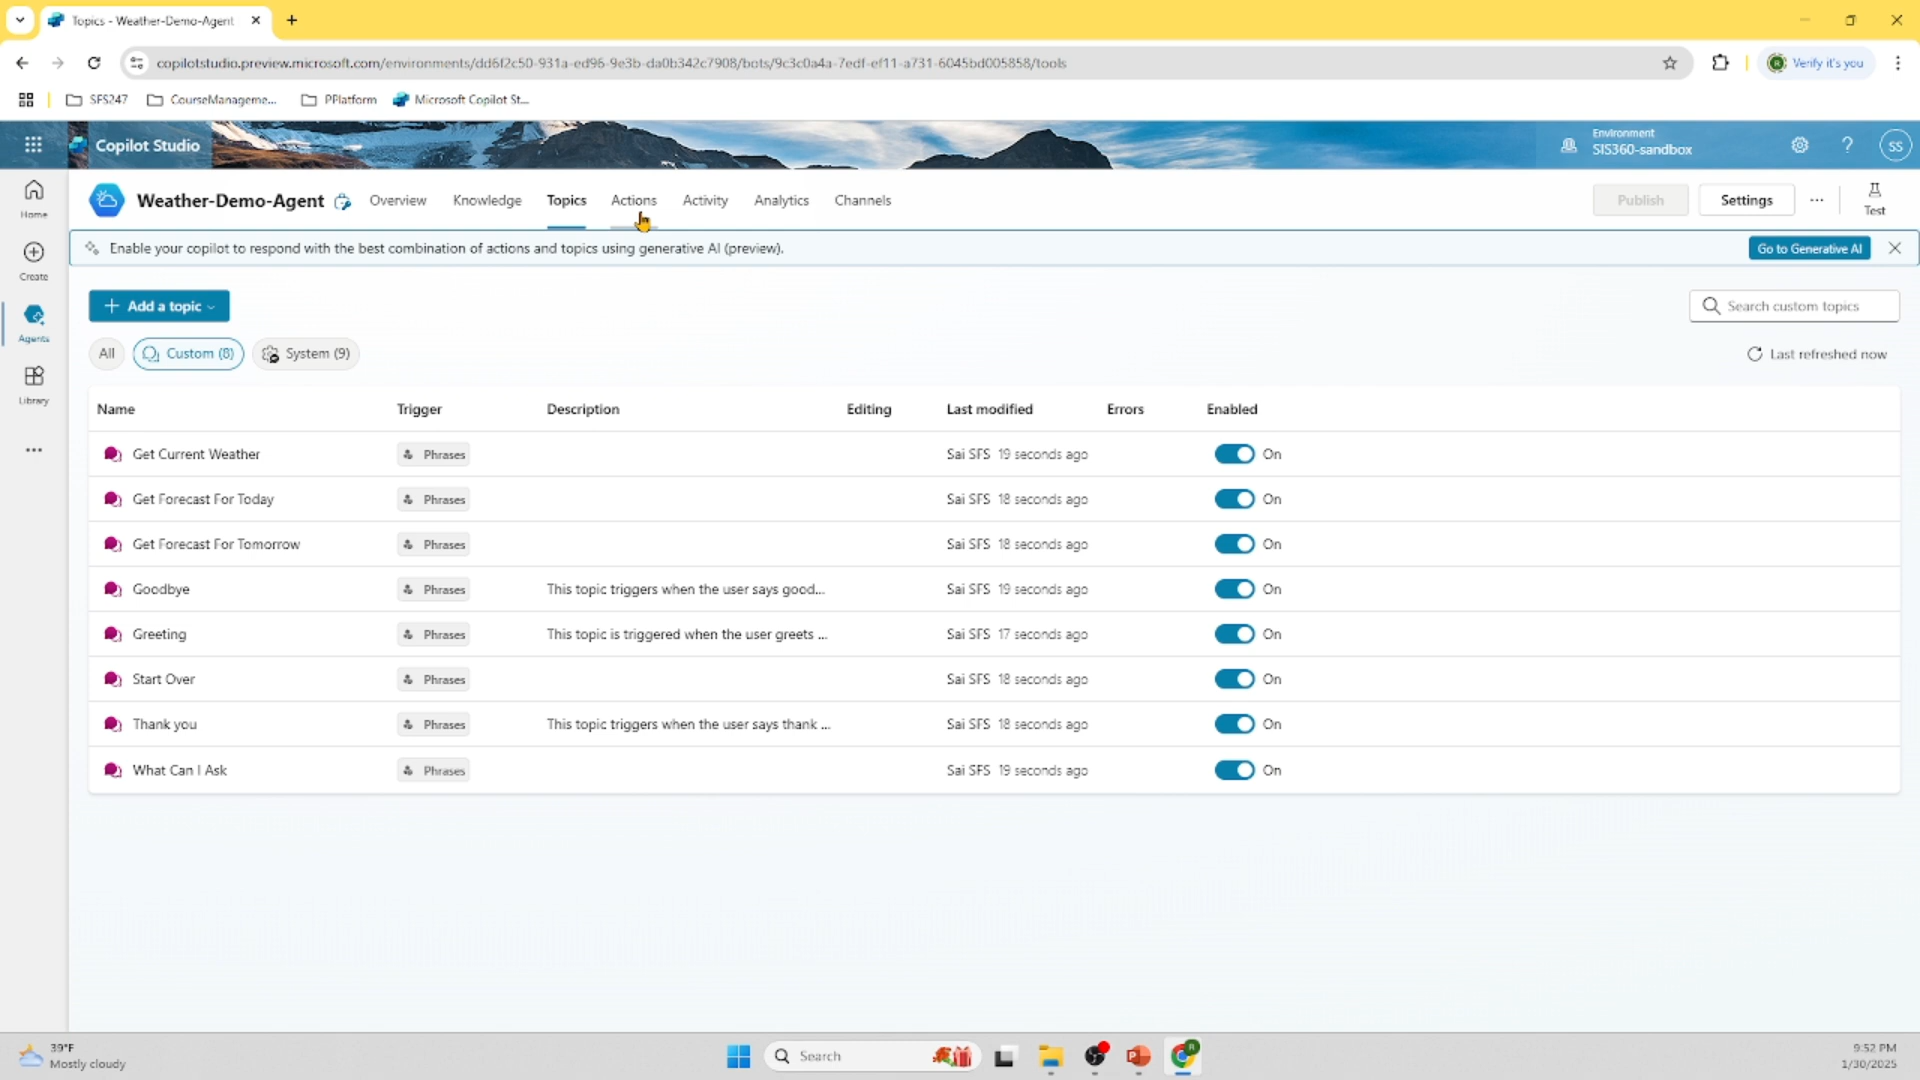 Topics - Weather-Demo-Agent
copilotstudio.preview.microsoft.com/environments/dd6f2c50-931a-ed96-9e3b-da0b342c7908/bots/9c3c0a4a-7edf-ef11-a731-6045bd005858/tools
Verify it's you
SFS247
CourseManageme...
PPlatform
Microsoft Copilot St...
Copilot Studio
Environment
SIS360-sandbox
SS
Home
Create
Agents
Library
Weather-Demo-Agent
Overview
Knowledge
Topics
Actions
Activity
Analytics
Channels
Publish
Settings
Test
Enable your copilot to respond with the best combination of actions and topics using generative AI (preview).
Go to Generative AI
Add a topic
Search custom topics
All
Custom (8)
System (9)
Last refreshed now
Name Trigger Description Editing Last modified Errors Enabled
Get Current Weather Phrases Sai SFS 19 seconds ago On
Get Forecast For Today Phrases Sai SFS 18 seconds ago On
Get Forecast For Tomorrow Phrases Sai SFS 18 seconds ago On
Goodbye Phrases This topic triggers when the user says good... Sai SFS 19 seconds ago On
Greeting Phrases This topic is triggered when the user greets ... Sai SFS 17 seconds ago On
Start Over Phrases Sai SFS 18 seconds ago On
Thank you Phrases This topic triggers when the user says thank ... Sai SFS 18 seconds ago On
What Can I Ask Phrases Sai SFS 19 seconds ago On
39°F
Mostly cloudy
Search
9:52 PM
1/30/2025